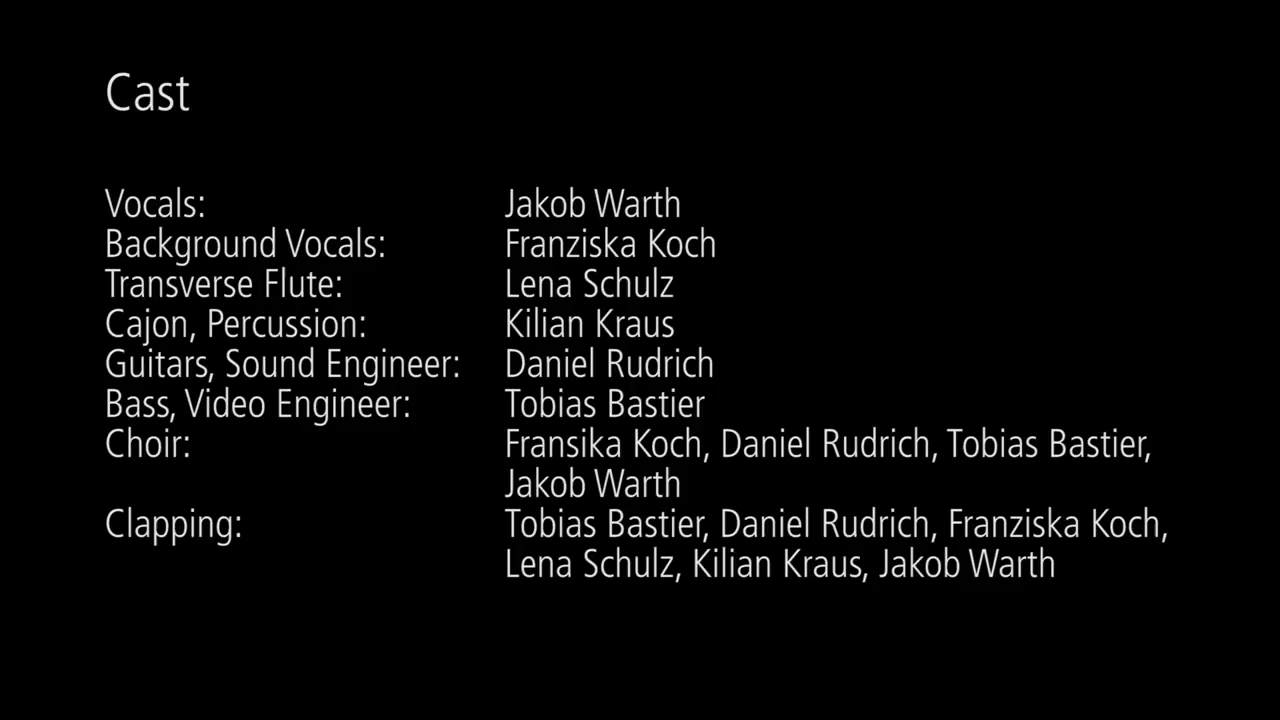 Cast
Vocals: Jakob Warth
Background Vocals: Franziska Koch
Transverse Flute: Lena Schulz
Cajon, Percussion: Kilian Kraus
Guitars, Sound Engineer: Daniel Rudrich
Bass, Video Engineer: Tobias Bastier
Choir: Fransika Koch, Daniel Rudrich, Tobias Bastier,
Jakob Warth
Clapping: Tobias Bastier, Daniel Rudrich, Franziska Koch,
Lena Schulz, Kilian Kraus, Jakob Warth